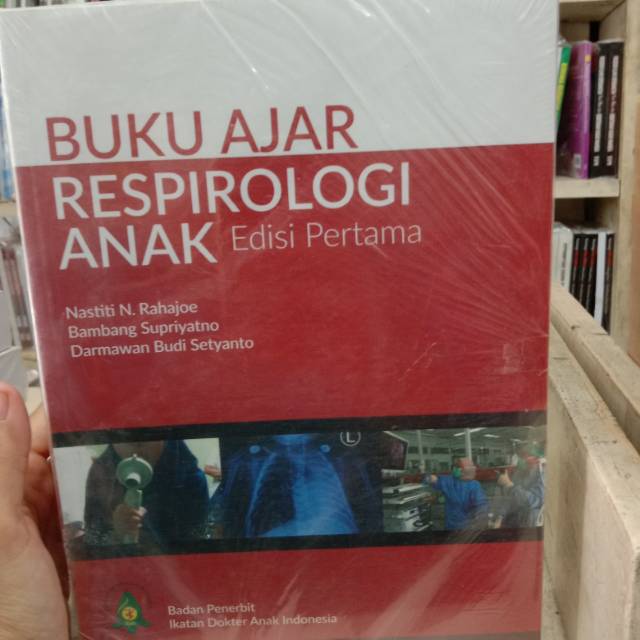 BUKU AJAR
RESPIROLOGI
ANAK Edisi Pertama
Nastiti N. Rahajoe
Bambang Supriyatno
Darmawan Budi Setyanto
L
Badan Penerbit
Ikatan Dokter Anak Indonesia